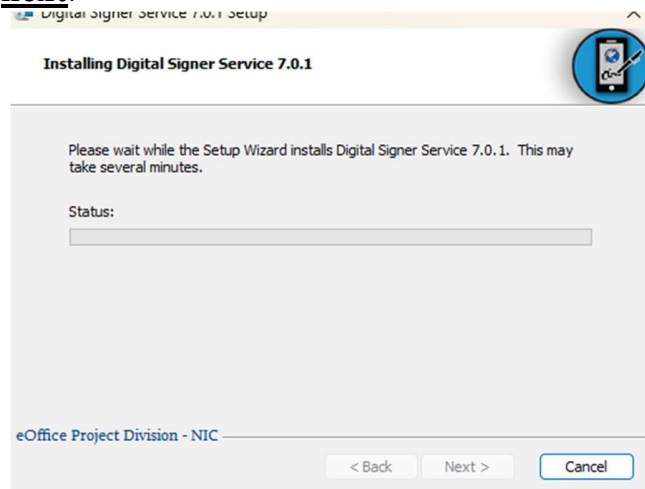 Digital Signer Service 7.0.1 Setup
Installing Digital Signer Service 7.0.1
Please wait while the Setup Wizard installs Digital Signer Service 7.0.1. This may
take several minutes.
Status:
eOffice Project Division - NIC
< Back Next > Cancel